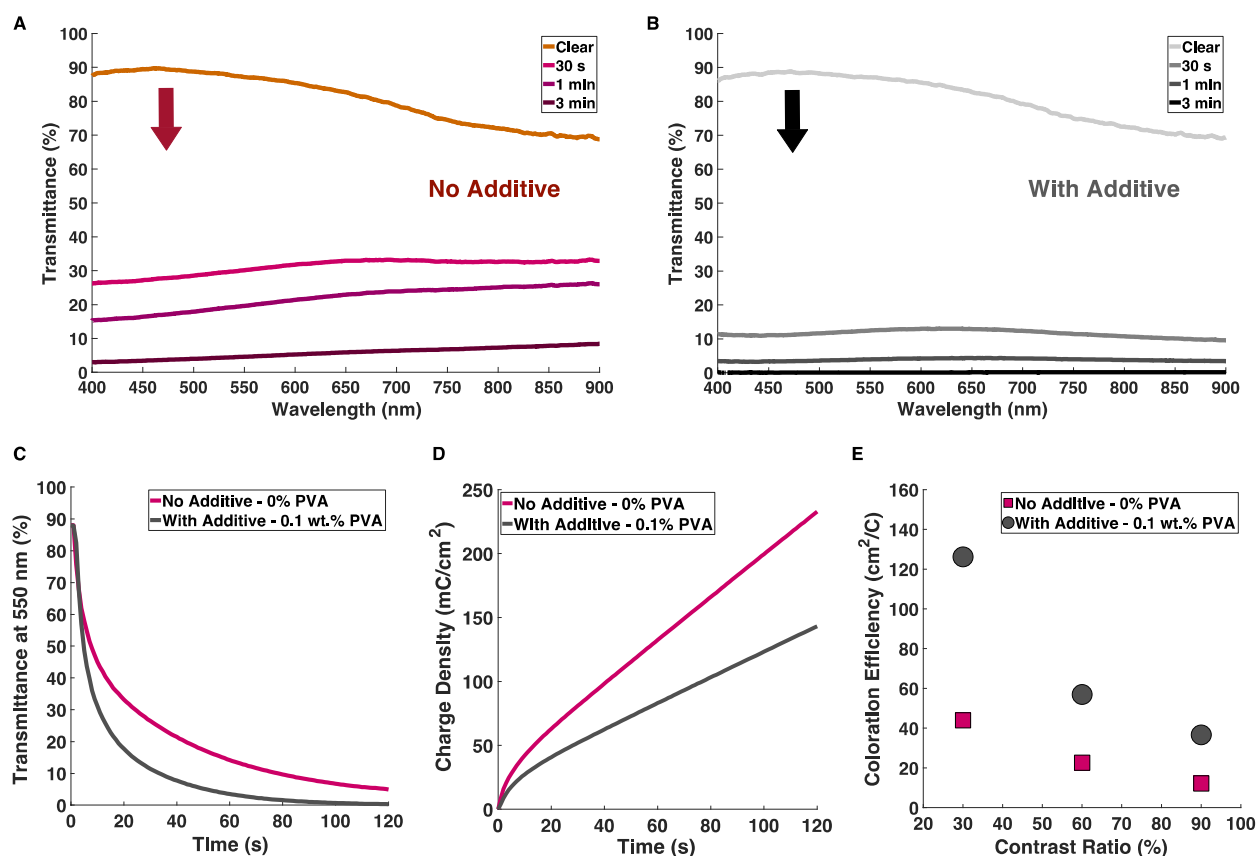 A
100
90
80
70
60
50
40
30
20
10
0
Transmittance (%)
400 450 500 550 600 650 700 750 800 850 900
Wavelength (nm)
Clear
30 s
1 mIn
3 min
No Additive
B
100
90
80
70
60
50
40
30
20
10
0
Transmittance (%)
400 450 500 550 600 650 700 750 800 850 900
Wavelength (nm)
Clear
30 s
1 min
3 min
With Additive
C
100
90
80
70
60
50
40
30
20
10
0
Transmittance at 550 nm (%)
0 20 40 60 80 100 120
TIme (s)
No Additive - 0% PVA
With Additive - 0.1 wt.% PVA
D
250
200
150
100
50
0
Charge DensIty (mC/cm²)
0 20 40 60 80 100 120
Time (s)
No Additive - 0% PVA
WIth Additive - 0.1% PVA
E
160
140
120
100
80
60
40
20
0
Coloration EffIciency (cm²/C)
20 30 40 50 60 70 80 90 100
Contrast Ratio (%)
No AddItIve - 0% PVA
With Additive - 0.1 wt.% PVA